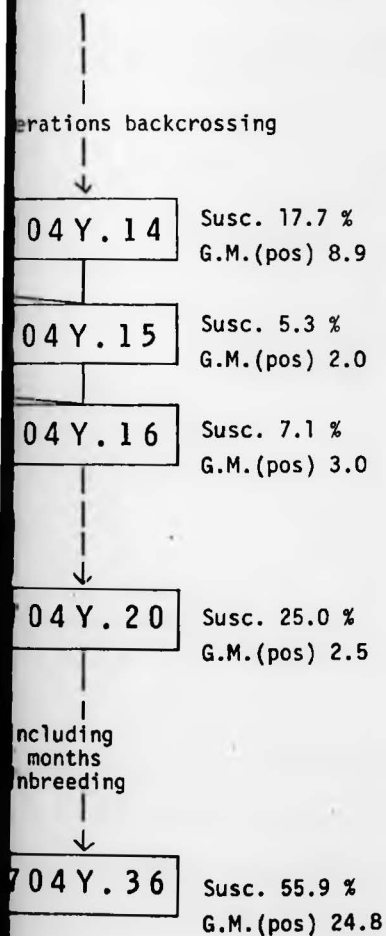 erations backcrossing
04Y.14
Susc. 17.7 %
G.M.(pos) 8.9
04Y.15
Susc. 5.3 %
G.M.(pos) 2.0
04Y.16
Susc. 7.1 %
G.M.(pos) 3.0
04Y.20
Susc. 25.0 %
G.M.(pos) 2.5
ncluding
months
nbreeding
704Y.36
Susc. 55.9 %
G.M.(pos) 24.8